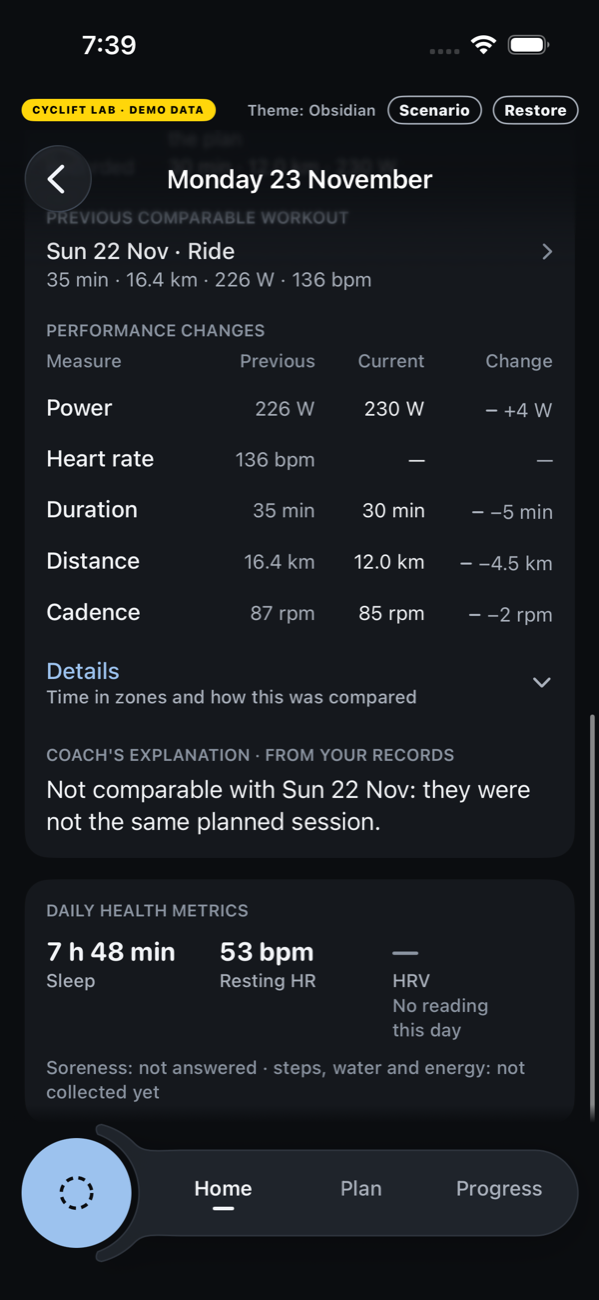 7:39
CYCLIFT LAB · DEMO DATA
Theme: Obsidian
Scenario
Restore
the plan
Monday 23 November
PREVIOUS COMPARABLE WORKOUT
Sun 22 Nov · Ride
35 min · 16.4 km · 226 W · 136 bpm
PERFORMANCE CHANGES
Measure Previous Current Change
Power 226 W 230 W – +4 W
Heart rate 136 bpm — —
Duration 35 min 30 min – −5 min
Distance 16.4 km 12.0 km – −4.5 km
Cadence 87 rpm 85 rpm – −2 rpm
Details
Time in zones and how this was compared
COACH'S EXPLANATION · FROM YOUR RECORDS
Not comparable with Sun 22 Nov: they were
not the same planned session.
DAILY HEALTH METRICS
7 h 48 min 53 bpm —
Sleep Resting HR HRV
No reading
this day
Soreness: not answered · steps, water and energy: not
collected yet
Home Plan Progress